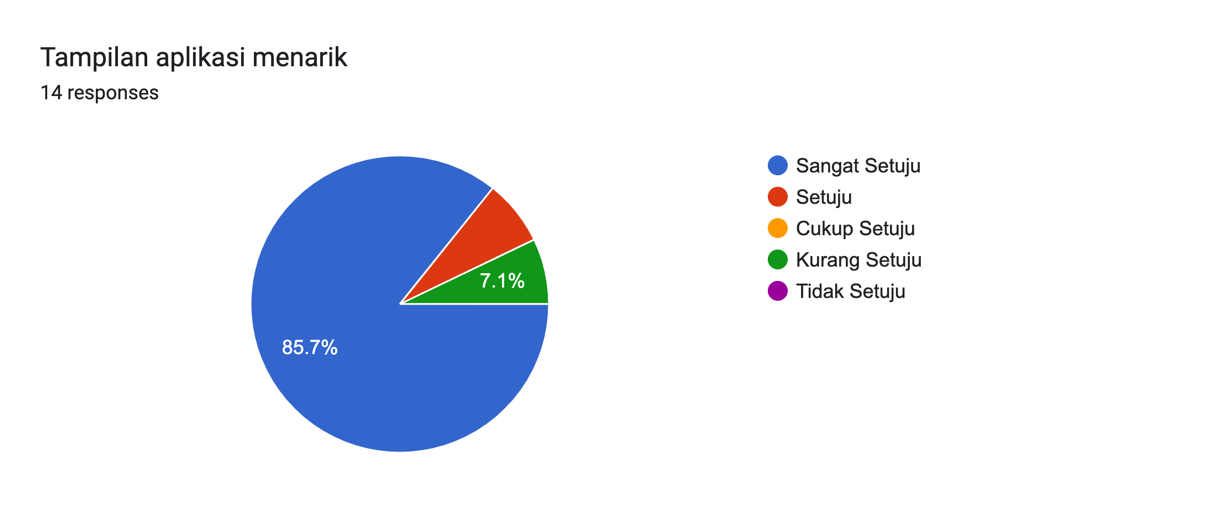 Tampilan aplikasi menarik
14 responses
Sangat Setuju
Setuju
Cukup Setuju
Kurang Setuju
Tidak Setuju
7.1%
85.7%